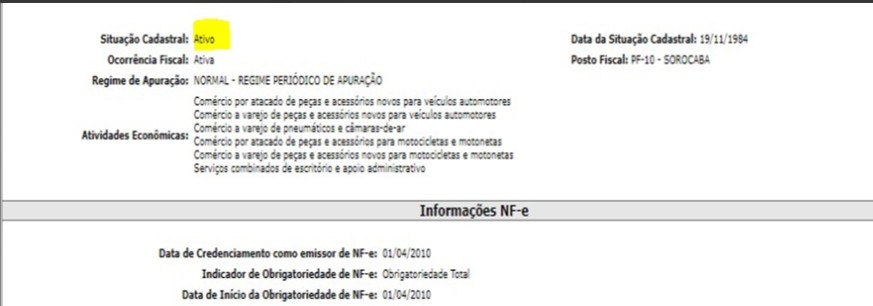 Situação Cadastral: Ativo Data da Situação Cadastral: 19/11/1984
Ocorrência Fiscal: Ativa Posto Fiscal: PF-10 - SOROCABA
Regime de Apuração: NORMAL - REGIME PERIÓDICO DE APURAÇÃO
Atividades Econômicas:
Comércio por atacado de peças e acessórios novos para veículos automotores
Comércio a varejo de peças e acessórios novos para veículos automotores
Comércio a varejo de pneumáticos e câmaras-de-ar
Comércio por atacado de peças e acessórios para motocicletas e motonetas
Comércio a varejo de peças e acessórios novos para motocicletas e motonetas
Serviços combinados de escritório e apoio administrativo
Informações NF-e
Data de Credenciamento como emissor de NF-e: 01/04/2010
Indicador de Obrigatoriedade de NF-e: Obrigatoriedade Total
Data de Início da Obrigatoriedade de NF-e: 01/04/2010